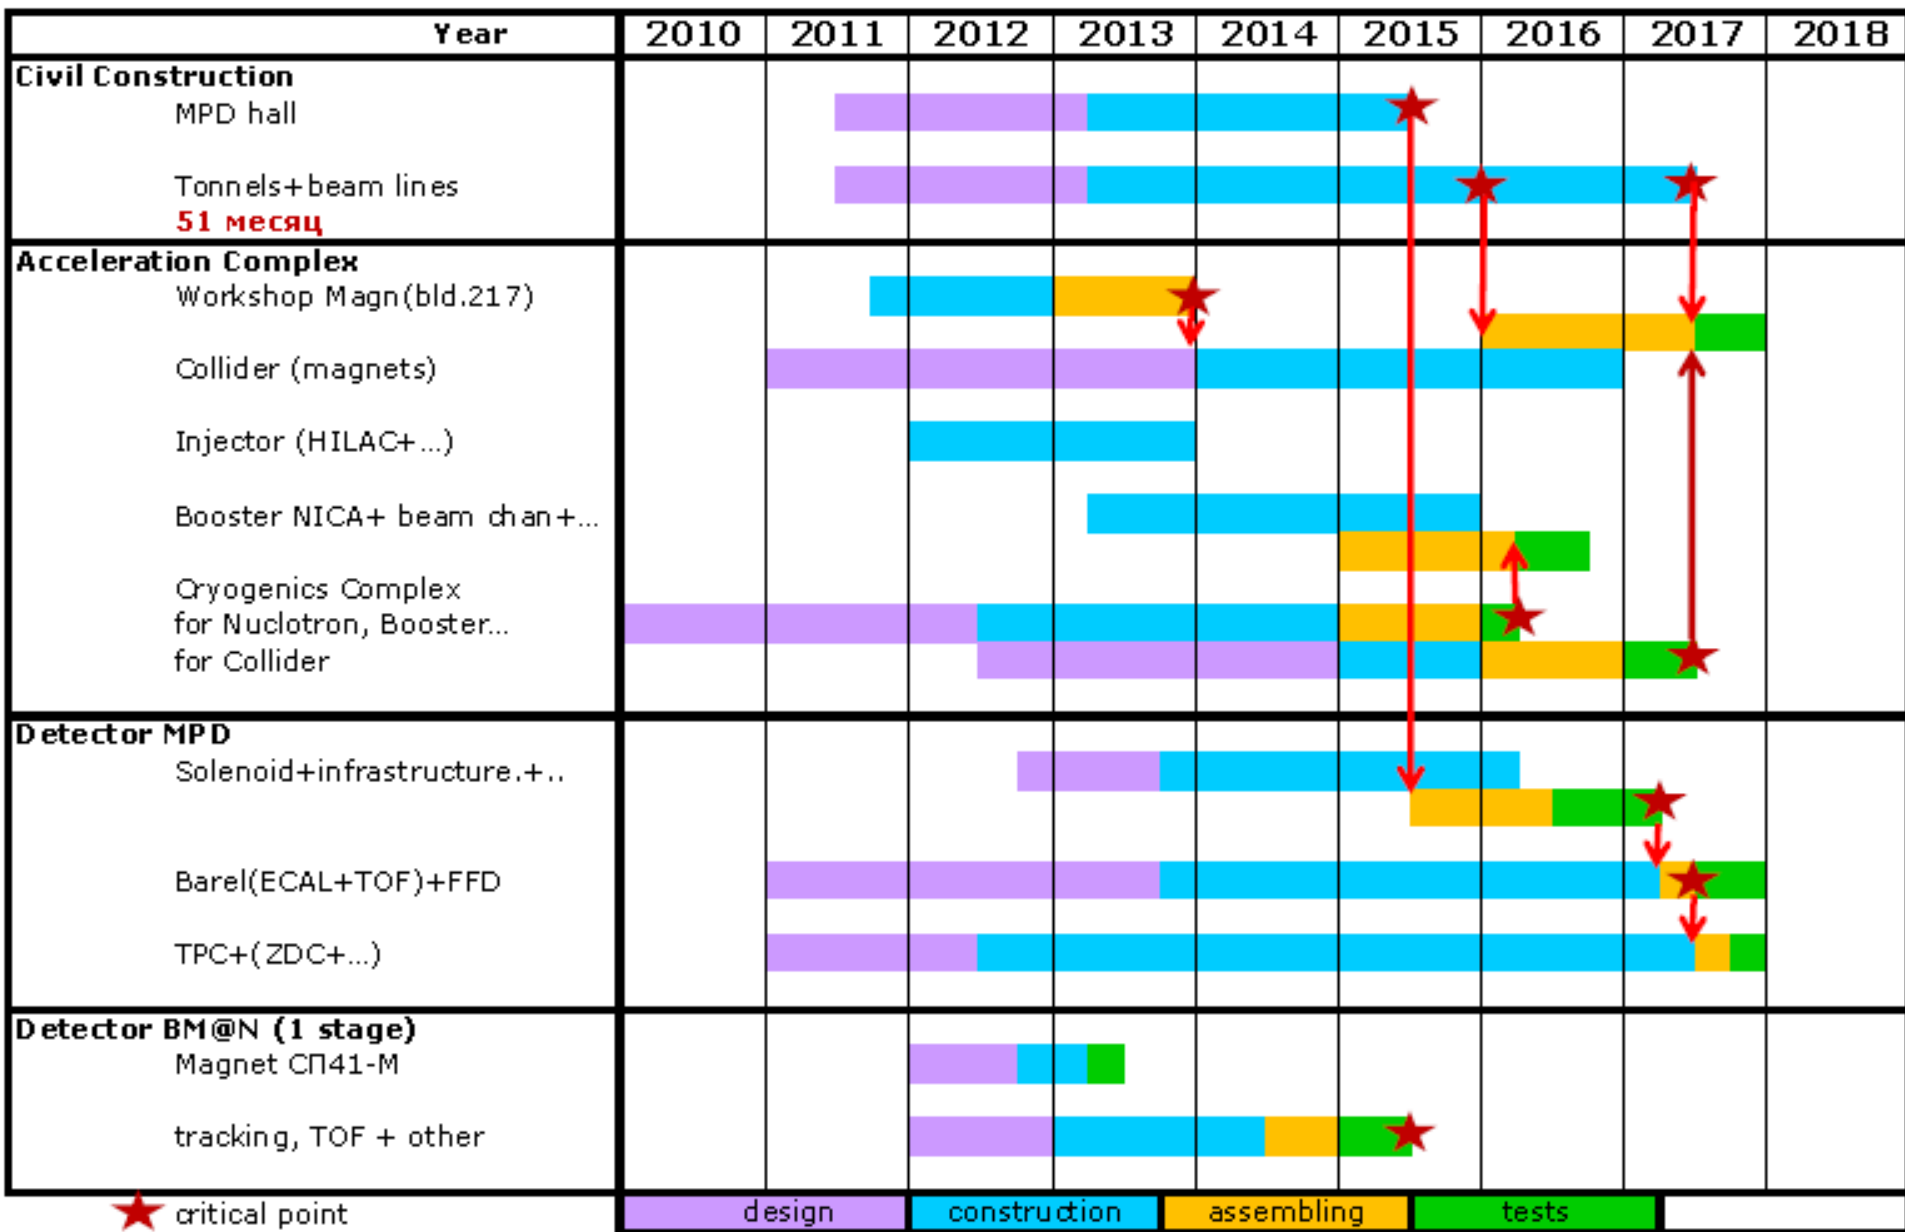 Year 2010 2011 2012 2013 2014 2015 2016 2017 2018
Civil Construction
MPD hall
Tonnels+beam lines
51 месяц
Acceleration Complex
Workshop Magn(bld.217)
Collider (magnets)
Injector (HILAC+...)
Booster NICA+ beam chan+...
Cryogenics Complex
for Nuclotron, Booster...
for Collider
Detector MPD
Solenoid+infrastructure.+..
Barel(ECAL+TOF)+FFD
TPC+(ZDC+...)
Detector BM@N (1 stage)
Magnet СП41-М
tracking, TOF + other
critical point design construction assembling tests